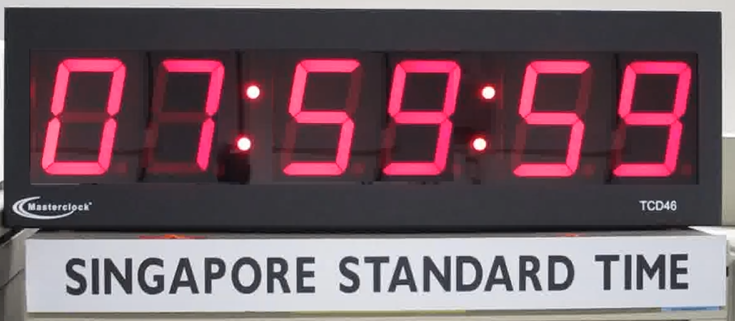 07:59:59
Masterclock® TCD46
SINGAPORE STANDARD TIME